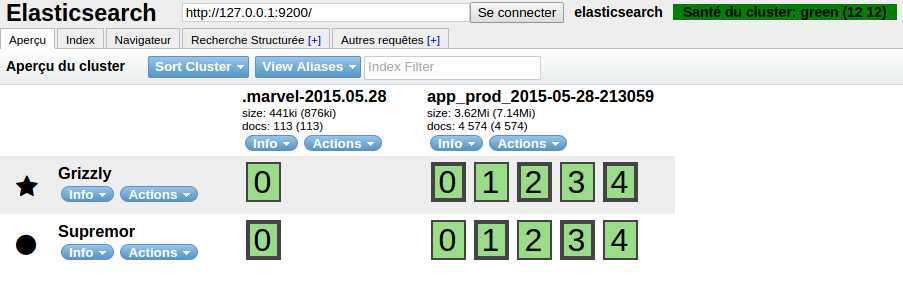 Elasticsearch http://127.0.0.1:9200/ Se connecter elasticsearch Santé du cluster: green (12 12)
Aperçu Index Navigateur Recherche Structurée [+] Autres requêtes [+]
Aperçu du cluster Sort Cluster View Aliases Index Filter
.marvel-2015.05.28 app_prod_2015-05-28-213059
size: 441ki (876ki) size: 3.62Mi (7.14Mi)
docs: 113 (113) docs: 4 574 (4 574)
Info Actions Info Actions
Grizzly 0 0 1 2 3 4
Info Actions
Supremor 0 0 1 2 3 4
Info Actions